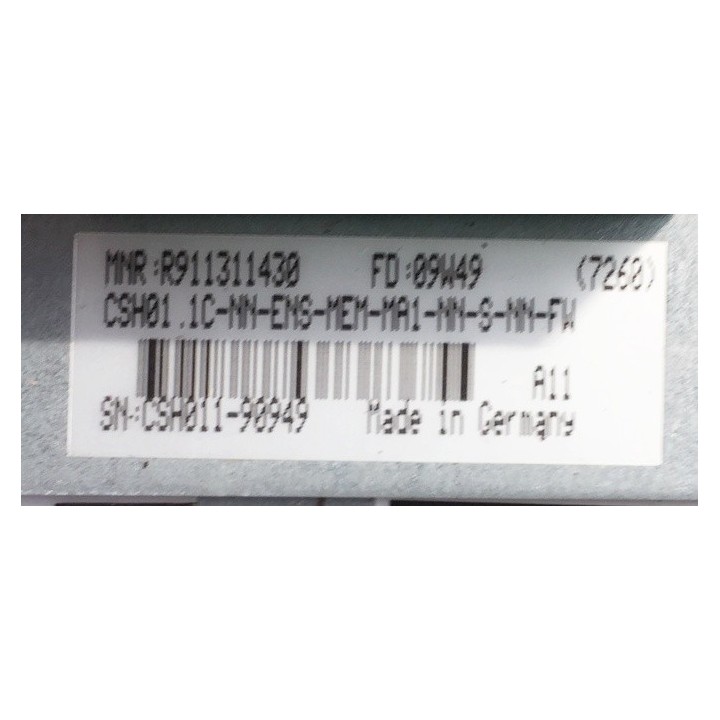 MNR:R911311430 FD:09W49 (7260)
CSH01.1C-NN-ENS-MEM-MA1-NN-S-NN-FW
A11
SN:CSH011-90949 Made in Germany